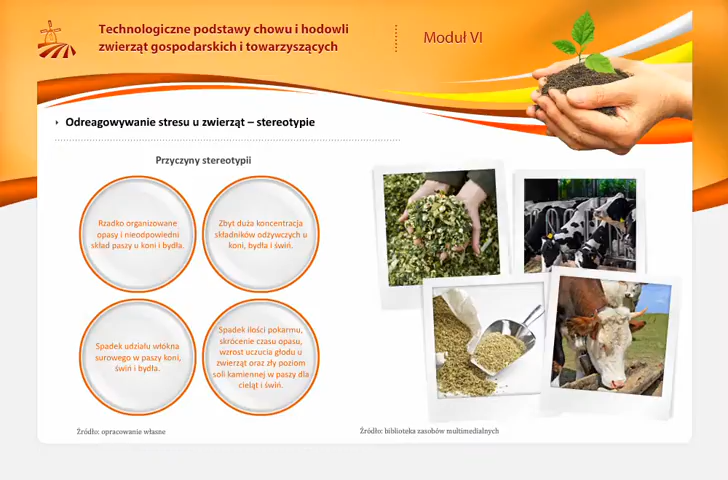 Technologiczne podstawy chowu i hodowli
zwierząt gospodarskich i towarzyszących
Moduł VI
Odreagowywanie stresu u zwierząt – stereotypie
Przyczyny stereotypii
Rzadko organizowane
opasy i nieodpowiedni
skład paszy u koni i bydła.
Zbyt duża koncentracja
składników odżywczych u
koni, bydła i świń.
Spadek udziału włókna
surowego w paszy koni,
świń i bydła.
Spadek ilości pokarmu,
skrócenie czasu opasu,
wzrost uczucia głodu u
zwierząt oraz zły poziom
soli kamiennej w paszy dla
cieląt i świń.
Źródło: opracowanie własne
Źródło: biblioteka zasobów multimedialnych